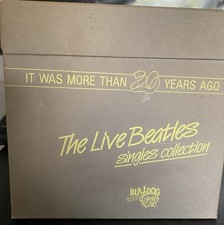 IT WAS MORE THAN 20 YEARS AGO
The Live Beatles
singles collection
BULLDOG